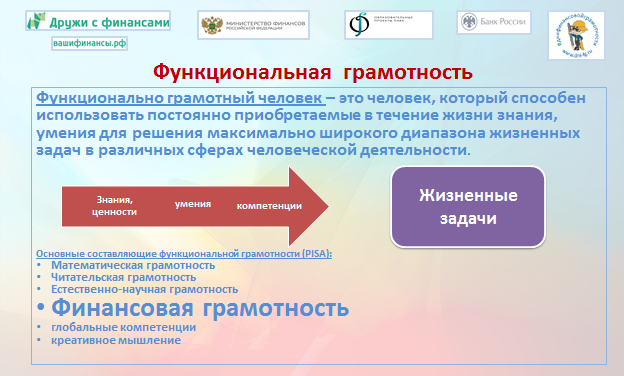 Дружи с финансами
вашифинансы.рф
МИНИСТЕРСТВО ФИНАНСОВ
РОССИЙСКОЙ ФЕДЕРАЦИИ
ОБРАЗОВАТЕЛЬНЫЕ
ПРОЕКТЫ
Банк России
Функциональная грамотность
Функционально грамотный человек – это человек, который способен
использовать постоянно приобретаемые в течение жизни знания,
умения для решения максимально широкого диапазона жизненных
задач в различных сферах человеческой деятельности.
Знания,
ценности
умения
компетенции
Жизненные
задачи
Основные составляющие функциональной грамотности (PISA):
• Математическая грамотность
• Читательская грамотность
• Естественно-научная грамотность
• Финансовая грамотность
• глобальные компетенции
• креативное мышление